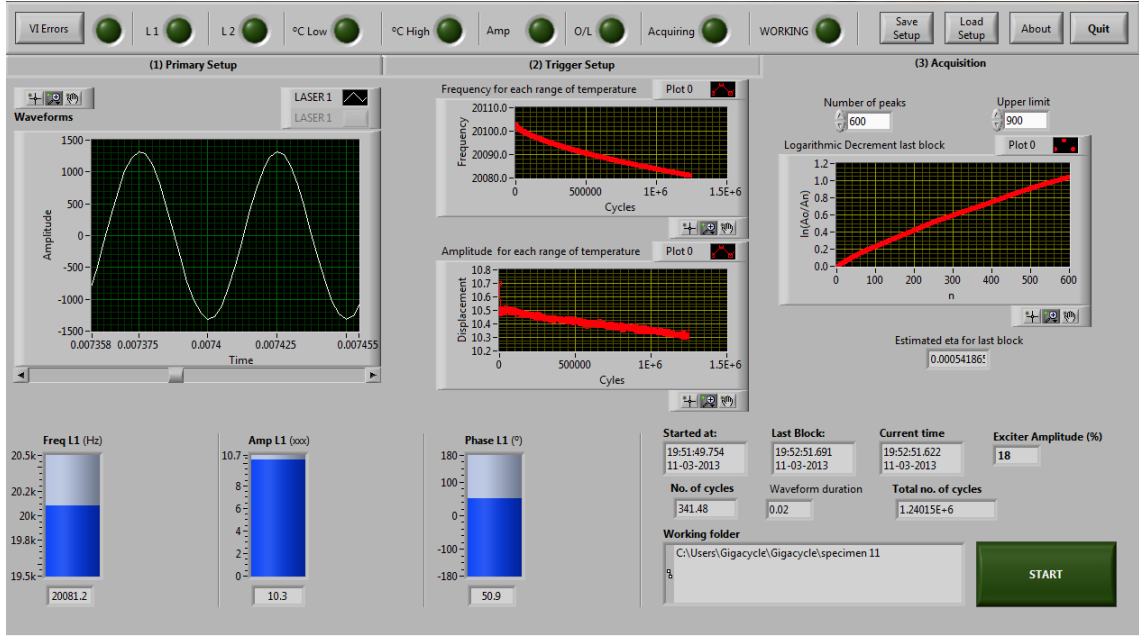 VI Errors
L 1
L 2
ºC Low
ºC High
Amp
O/L
Acquiring
WORKING
Save Setup
Load Setup
About
Quit
(1) Primary Setup
(2) Trigger Setup
(3) Acquisition
Waveforms
LASER 1
LASER 1
1500
1000
500
0
-500
-1000
-1500
Amplitude
0.007358
0.007375
0.0074
0.007425
0.007455
Time
Frequency for each range of temperature
Plot 0
20110.0
20100.0
20090.0
20080.0
Frequency
0
500000
1E+6
1.5E+6
Cycles
Amplitude for each range of temperature
Plot 0
10.8
10.7
10.6
10.5
10.4
10.3
10.2
Displacement
0
500000
1E+6
1.5E+6
Cyles
Number of peaks
600
Upper limit
900
Logarithmic Decrement last block
Plot 0
1.2
1.0
0.8
0.6
0.4
0.2
0.0
ln(Ao/An)
0
100
200
300
400
500
600
n
Estimated eta for last block
0.000541865
Freq L1 (Hz)
20.5k
20.2k
20k
19.8k
19.5k
20081.2
Amp L1 (xxx)
10.7
8
6
4
2
0
10.3
Phase L1 (º)
180
100
0
-100
-180
50.9
Started at:
19:51:49.754
11-03-2013
Last Block:
19:52:51.691
11-03-2013
Current time
19:52:51.622
11-03-2013
Exciter Amplitude (%)
18
No. of cycles
341.48
Waveform duration
0.02
Total no. of cycles
1.24015E+6
Working folder
C:\Users\Gigacycle\Gigacycle\specimen 11
START